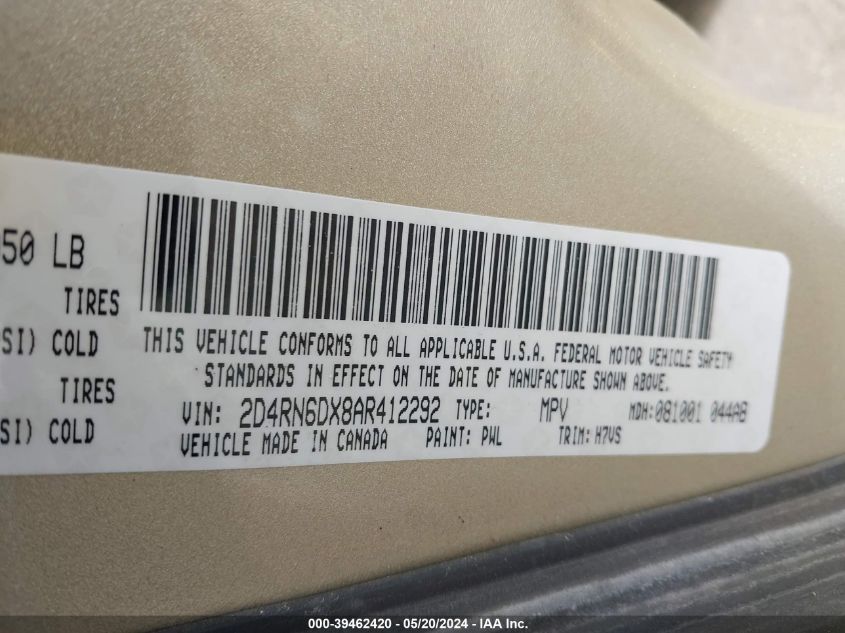 50 LB
TIRES
SI) COLD
TIRES
SI) COLD
THIS VEHICLE CONFORMS TO ALL APPLICABLE U.S.A. FEDERAL MOTOR VEHICLE SAFETY
STANDARDS IN EFFECT ON THE DATE OF MANUFACTURE SHOWN ABOVE.
VIN: 2D4RN6DX8AR412292 TYPE: MPV MDH:081001 044AB
VEHICLE MADE IN CANADA PAINT: PWL TRIM: H7VS
000-39462420 - 05/20/2024 - IAA Inc.